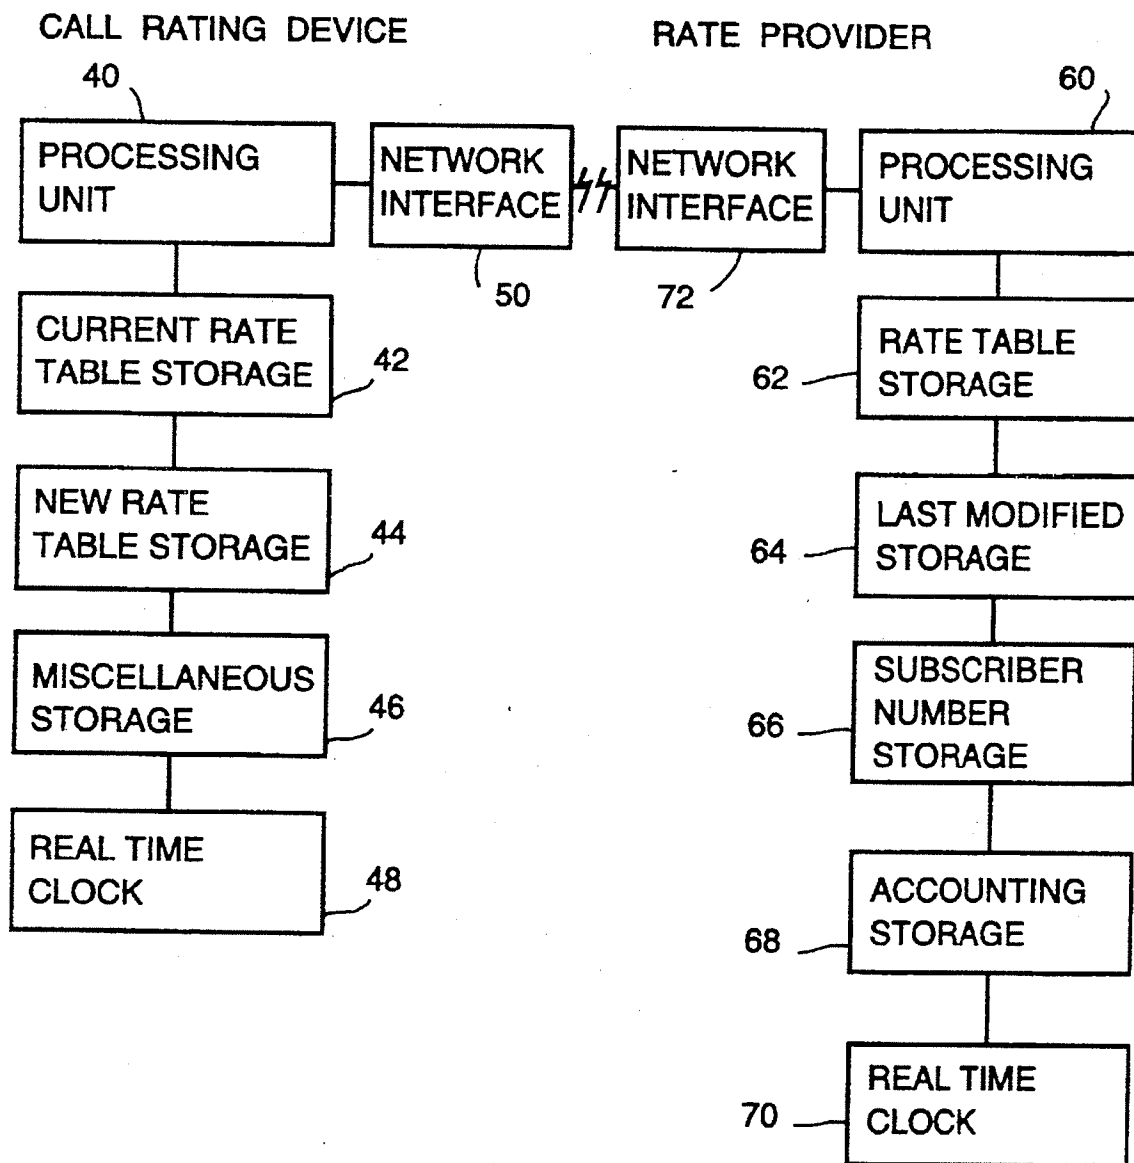 CALL RATING DEVICE
RATE PROVIDER
40
60
PROCESSING
UNIT
NETWORK
INTERFACE
NETWORK
INTERFACE
PROCESSING
UNIT
50
72
CURRENT RATE
TABLE STORAGE
42
62
RATE TABLE
STORAGE
NEW RATE
TABLE STORAGE
44
64
LAST MODIFIED
STORAGE
MISCELLANEOUS
STORAGE
46
66
SUBSCRIBER
NUMBER
STORAGE
REAL TIME
CLOCK
48
68
ACCOUNTING
STORAGE
70
REAL TIME
CLOCK